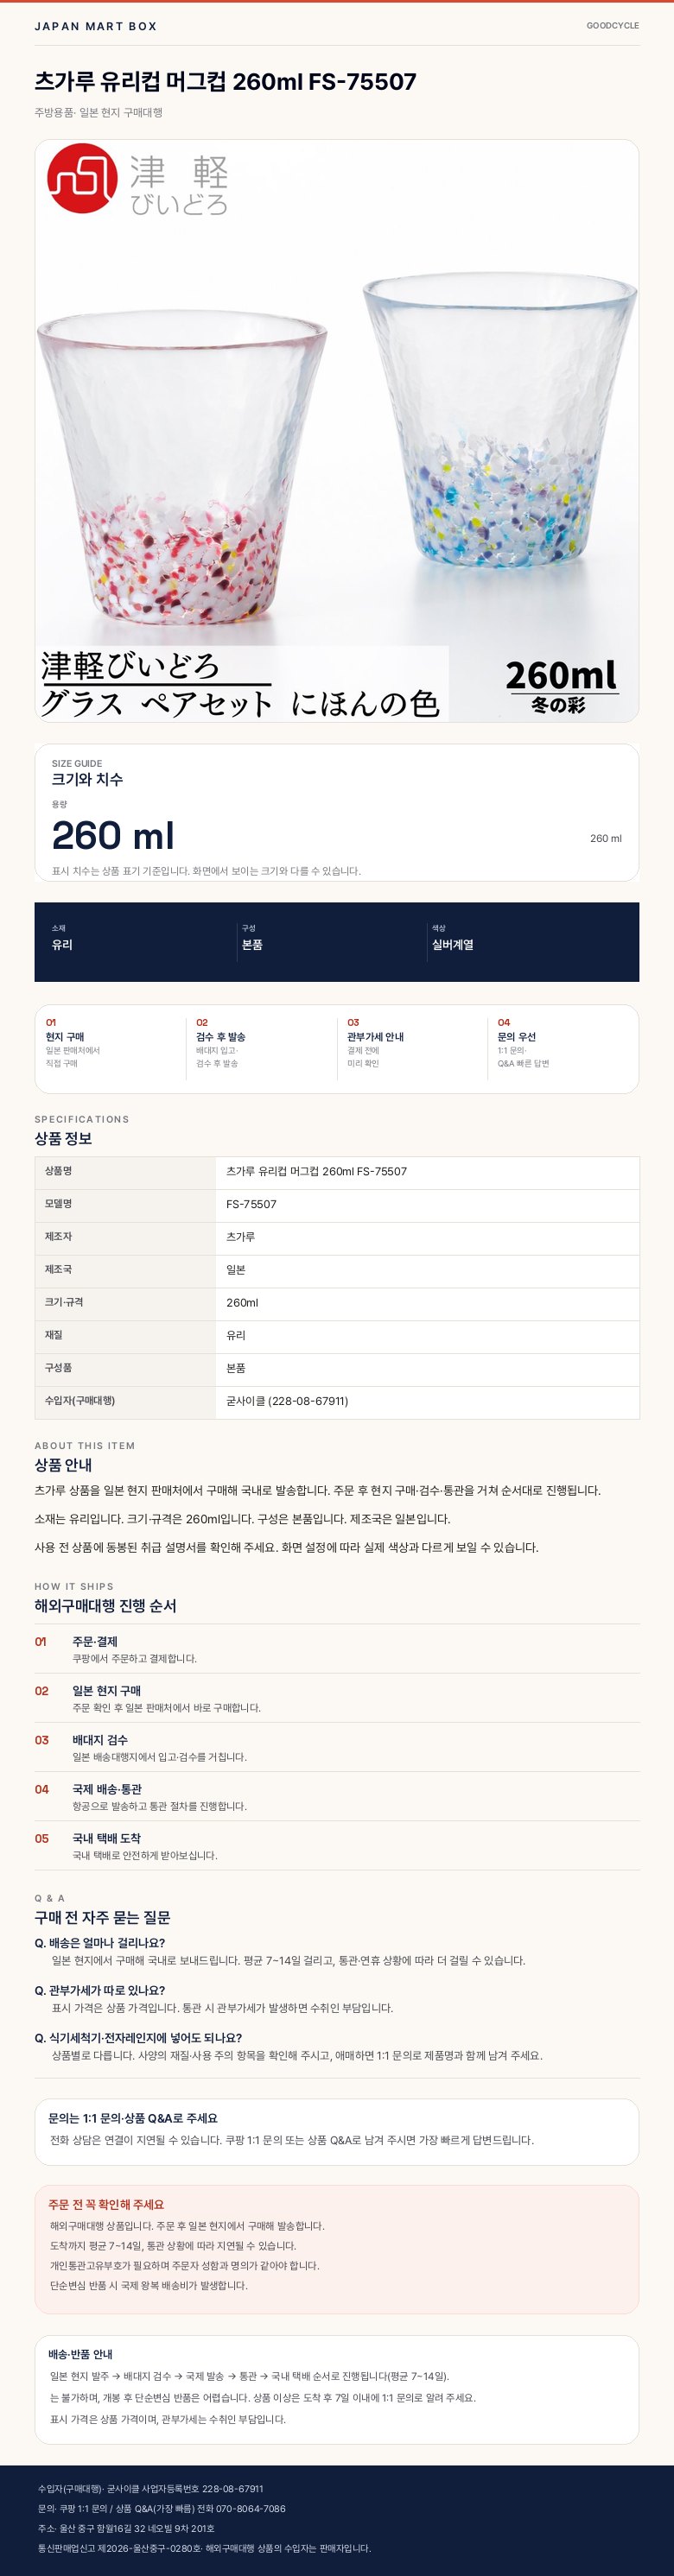 JAPAN MART BOX
GOODCYCLE
츠가루 유리컵 머그컵 260ml FS-75507
주방용품· 일본 현지 구매대행
津軽
びいどろ
津軽びいどろ
グラス ペアセット にほんの色
260ml
冬の彩
SIZE GUIDE
크기와 치수
용량
260 ml
260 ml
표시 치수는 상품 표기 기준입니다. 화면에서 보이는 크기와 다를 수 있습니다.
소재
유리
구성
본품
색상
실버계열
01
현지 구매
일본 판매처에서
직접 구매
02
검수 후 발송
배대지 입고·
검수 후 발송
03
관부가세 안내
결제 전에
미리 확인
04
문의 우선
1:1 문의·
Q&A 빠른 답변
SPECIFICATIONS
상품 정보
상품명 츠가루 유리컵 머그컵 260ml FS-75507
모델명 FS-75507
제조자 츠가루
제조국 일본
크기·규격 260ml
재질 유리
구성품 본품
수입자(구매대행) 굳사이클 (228-08-67911)
ABOUT THIS ITEM
상품 안내
츠가루 상품을 일본 현지 판매처에서 구매해 국내로 발송합니다. 주문 후 현지 구매·검수·통관을 거쳐 순서대로 진행됩니다.
소재는 유리입니다. 크기·규격은 260ml입니다. 구성은 본품입니다. 제조국은 일본입니다.
사용 전 상품에 동봉된 취급 설명서를 확인해 주세요. 화면 설정에 따라 실제 색상과 다르게 보일 수 있습니다.
HOW IT SHIPS
해외구매대행 진행 순서
01 주문·결제
쿠팡에서 주문하고 결제합니다.
02 일본 현지 구매
주문 확인 후 일본 판매처에서 바로 구매합니다.
03 배대지 검수
일본 배송대행지에서 입고·검수를 거칩니다.
04 국제 배송·통관
항공으로 발송하고 통관 절차를 진행합니다.
05 국내 택배 도착
국내 택배로 안전하게 받아보십니다.
Q & A
구매 전 자주 묻는 질문
Q. 배송은 얼마나 걸리나요?
일본 현지에서 구매해 국내로 보내드립니다. 평균 7~14일 걸리고, 통관·연휴 상황에 따라 더 걸릴 수 있습니다.
Q. 관부가세가 따로 있나요?
표시 가격은 상품 가격입니다. 통관 시 관부가세가 발생하면 수취인 부담입니다.
Q. 식기세척기·전자레인지에 넣어도 되나요?
상품별로 다릅니다. 사양의 재질·사용 주의 항목을 확인해 주시고, 애매하면 1:1 문의로 제품명과 함께 남겨 주세요.
문의는 1:1 문의·상품 Q&A로 주세요
전화 상담은 연결이 지연될 수 있습니다. 쿠팡 1:1 문의 또는 상품 Q&A로 남겨 주시면 가장 빠르게 답변드립니다.
주문 전 꼭 확인해 주세요
해외구매대행 상품입니다. 주문 후 일본 현지에서 구매해 발송합니다.
도착까지 평균 7~14일, 통관 상황에 따라 지연될 수 있습니다.
개인통관고유부호가 필요하며 주문자 성함과 명의가 같아야 합니다.
단순변심 반품 시 국제 왕복 배송비가 발생합니다.
배송·반품 안내
일본 현지 발주 → 배대지 검수 → 국제 발송 → 통관 → 국내 택배 순서로 진행됩니다(평균 7~14일).
는 불가하며, 개봉 후 단순변심 반품은 어렵습니다. 상품 이상은 도착 후 7일 이내에 1:1 문의로 알려 주세요.
표시 가격은 상품 가격이며, 관부가세는 수취인 부담입니다.
수입자(구매대행)· 굳사이클 사업자등록번호 228-08-67911
문의· 쿠팡 1:1 문의 / 상품 Q&A(가장 빠름) 전화 070-8064-7086
주소· 울산 중구 함월16길 32 네오빌 9차 201호
통신판매업신고 제2026-울산중구-0280호· 해외구매대행 상품의 수입자는 판매자입니다.